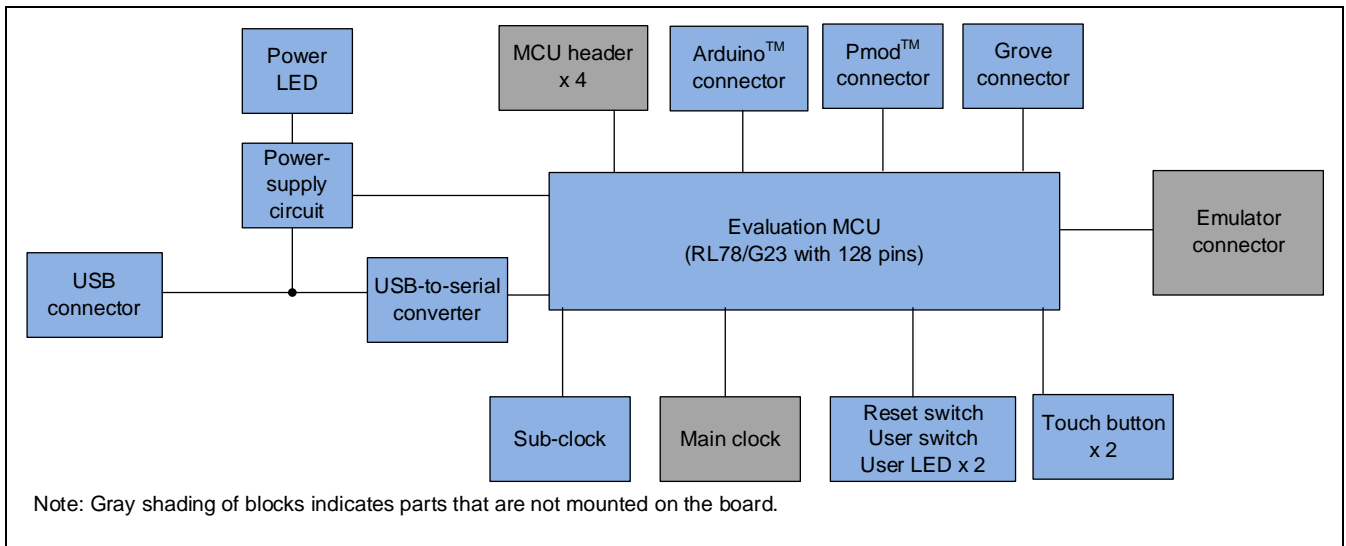 Power
LED
MCU header
x 4
Arduino™
connector
Pmod™
connector
Grove
connector
Power-
supply
circuit
Evaluation MCU
(RL78/G23 with 128 pins)
Emulator
connector
USB
connector
USB-to-serial
converter
Sub-clock
Main clock
Reset switch
User switch
User LED x 2
Touch button
x 2
Note: Gray shading of blocks indicates parts that are not mounted on the board.